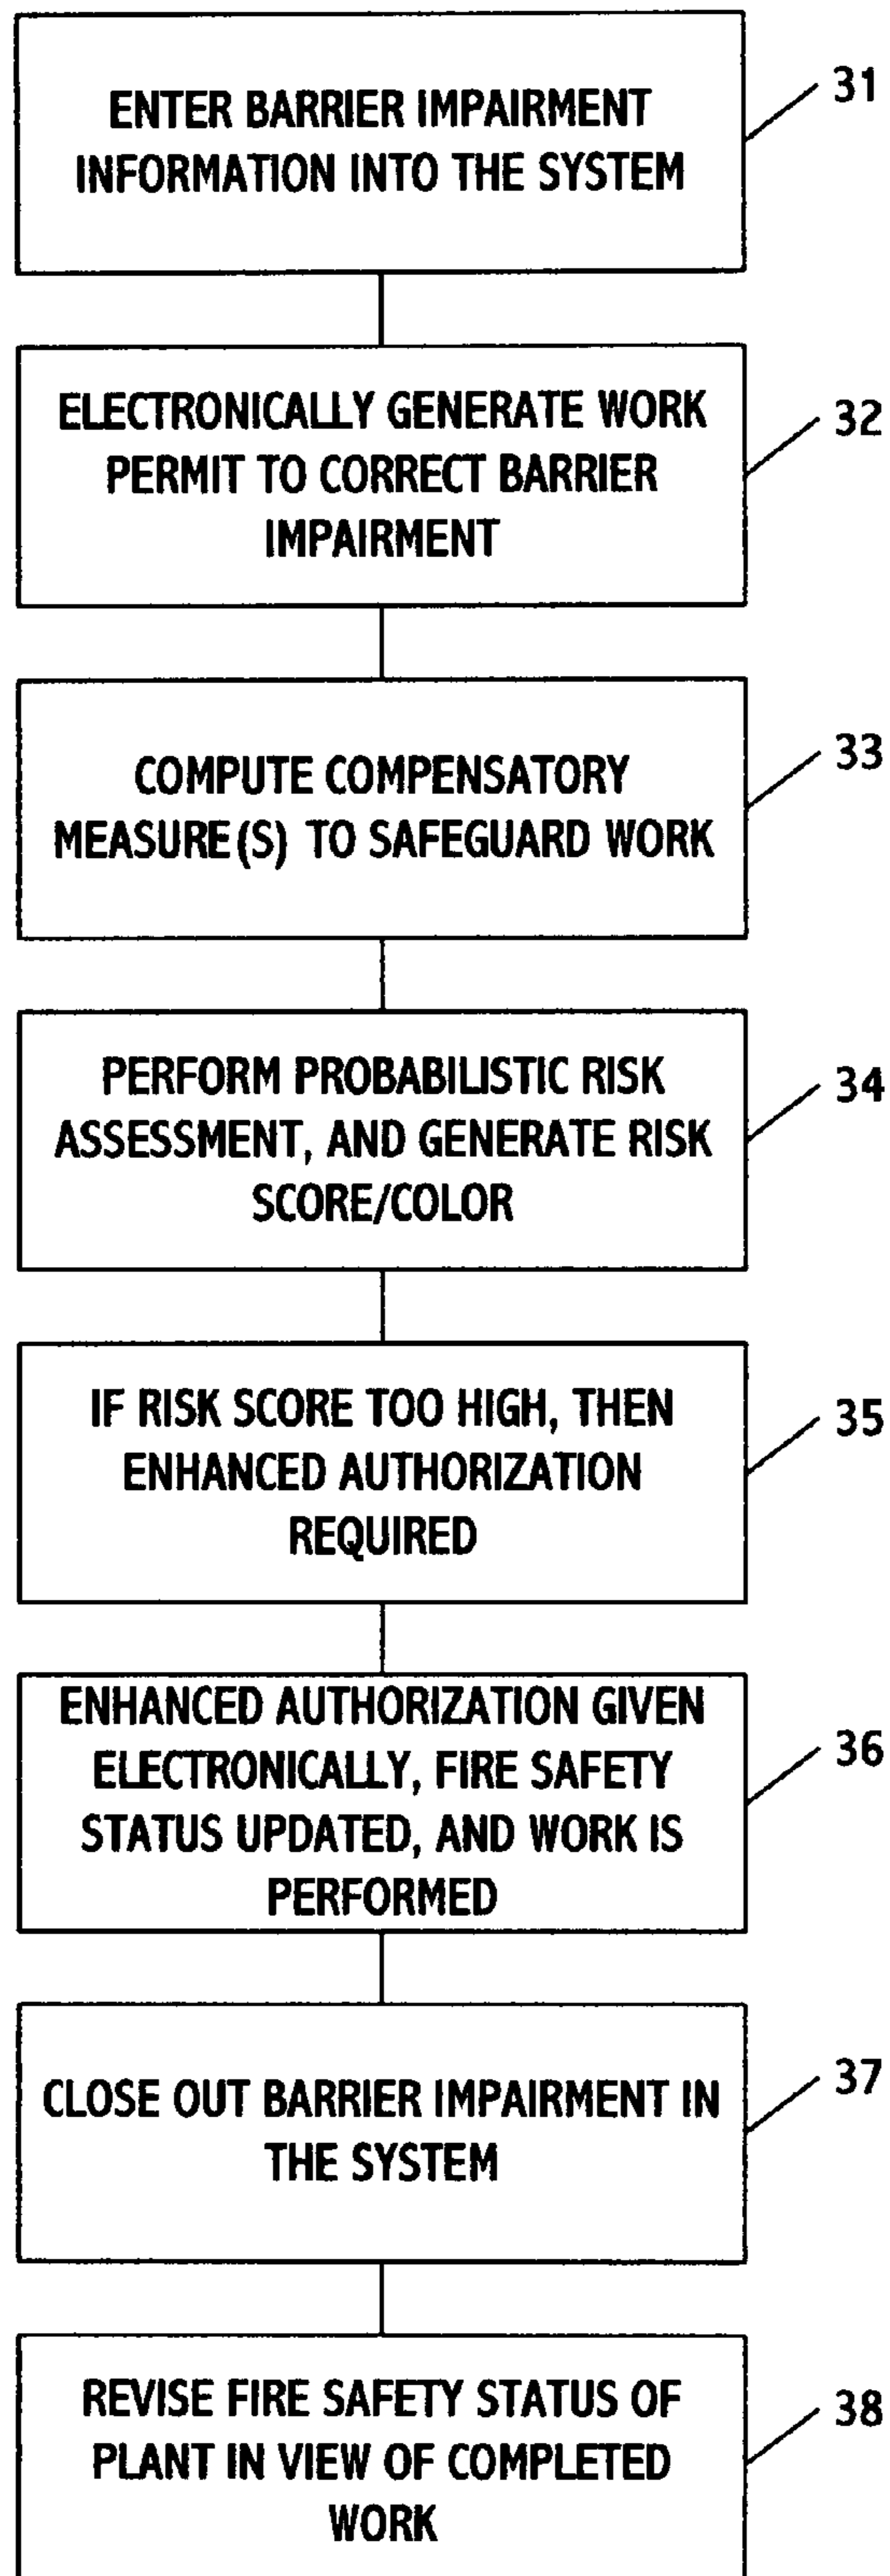 ENTER BARRIER IMPAIRMENT
INFORMATION INTO THE SYSTEM
31
ELECTRONICALLY GENERATE WORK
PERMIT TO CORRECT BARRIER
IMPAIRMENT
32
COMPUTE COMPENSATORY
MEASURE(S) TO SAFEGUARD WORK
33
PERFORM PROBABILISTIC RISK
ASSESSMENT, AND GENERATE RISK
SCORE/COLOR
34
IF RISK SCORE TOO HIGH, THEN
ENHANCED AUTHORIZATION
REQUIRED
35
ENHANCED AUTHORIZATION GIVEN
ELECTRONICALLY, FIRE SAFETY
STATUS UPDATED, AND WORK IS
PERFORMED
36
CLOSE OUT BARRIER IMPAIRMENT IN
THE SYSTEM
37
REVISE FIRE SAFETY STATUS OF
PLANT IN VIEW OF COMPLETED
WORK
38